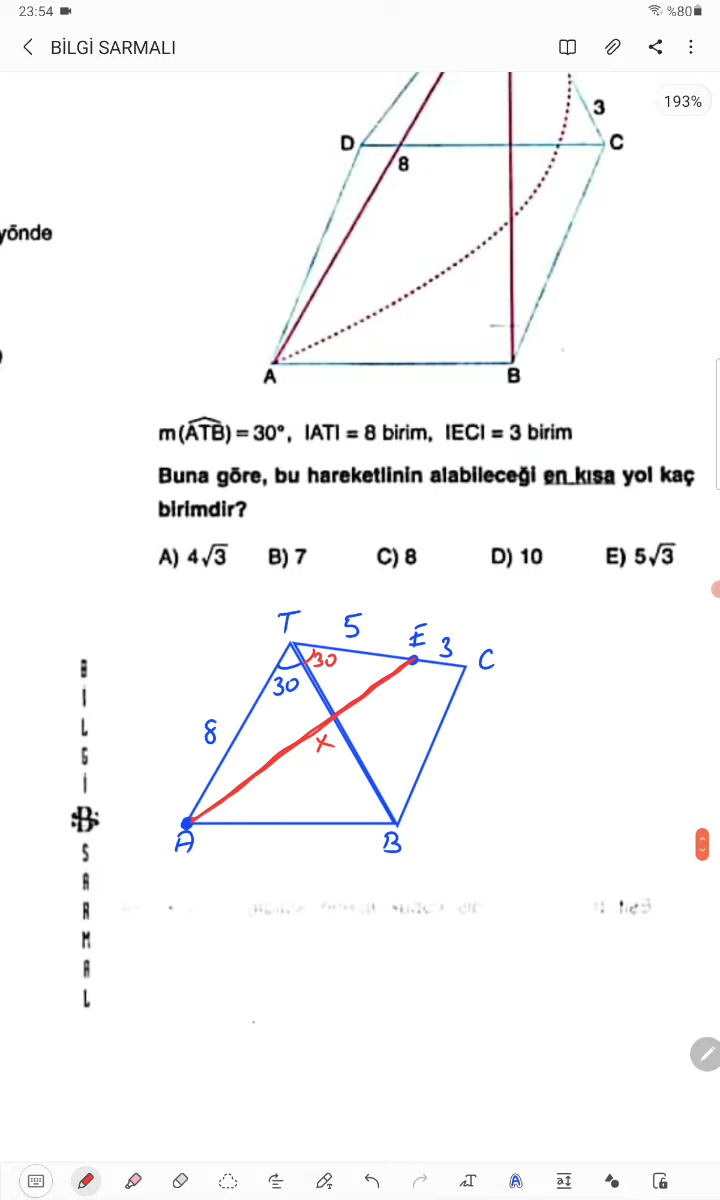 23:54 %80
BİLGİ SARMALI
193%
3
D C
8
yönde
A B
m(ATB) = 30°, IATI = 8 birim, IECI = 3 birim
Buna göre, bu hareketlinin alabileceği en kısa yol kaç
birimdir?
A) 4√3 B) 7 C) 8 D) 10 E) 5√3
T 5 E 3 C
30 30
8
x
A B
BİLGİ
B
SARMAL